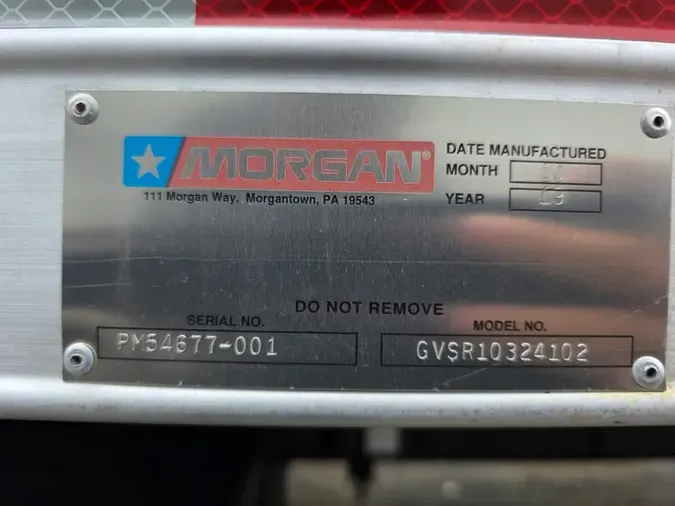 MORGAN®
111 Morgan Way, Morgantown, PA 19543
DATE MANUFACTURED
MONTH
YEAR 19
DO NOT REMOVE
SERIAL NO.
PM54677-001
MODEL NO.
GVSR10324102